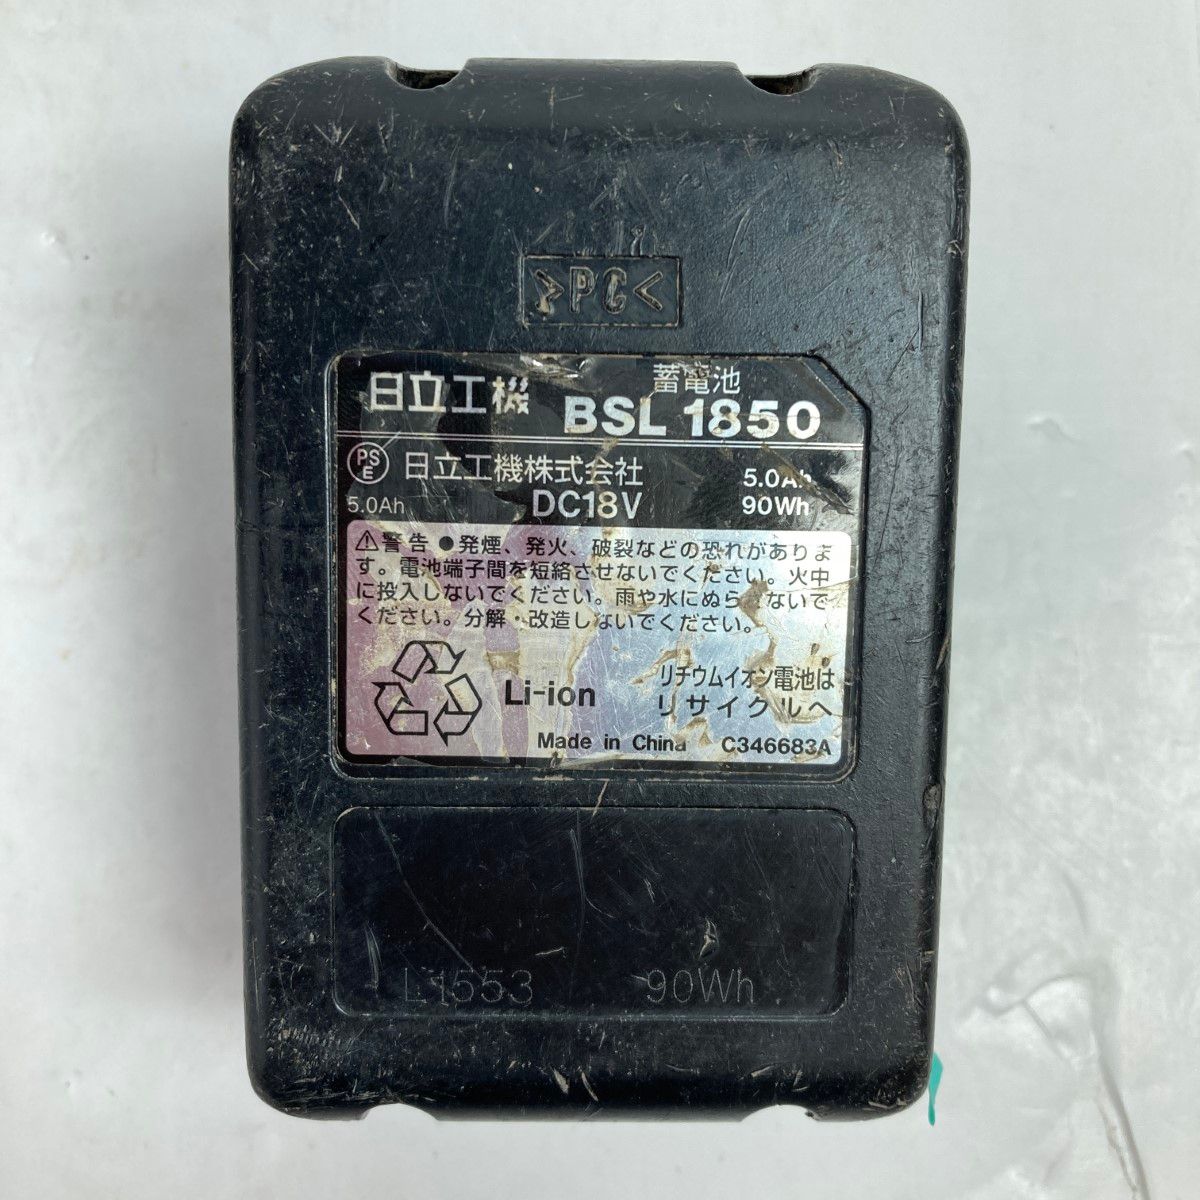 >PC<
日立工機
蓄電池
BSL 1850
PS
E
日立工機株式会社
5.0Ah
5.0Ah
DC18V
90Wh
⚠警告 ●発煙、発火、破裂などの恐れがありま
す。電池端子間を短絡させないでください。火中
に投入しないでください。雨や水にぬら ないで
ください。分解・改造しないでください。
Li-ion
リチウムイオン電池は
リサイクルへ
Made in China C346683A
L1553 90Wh